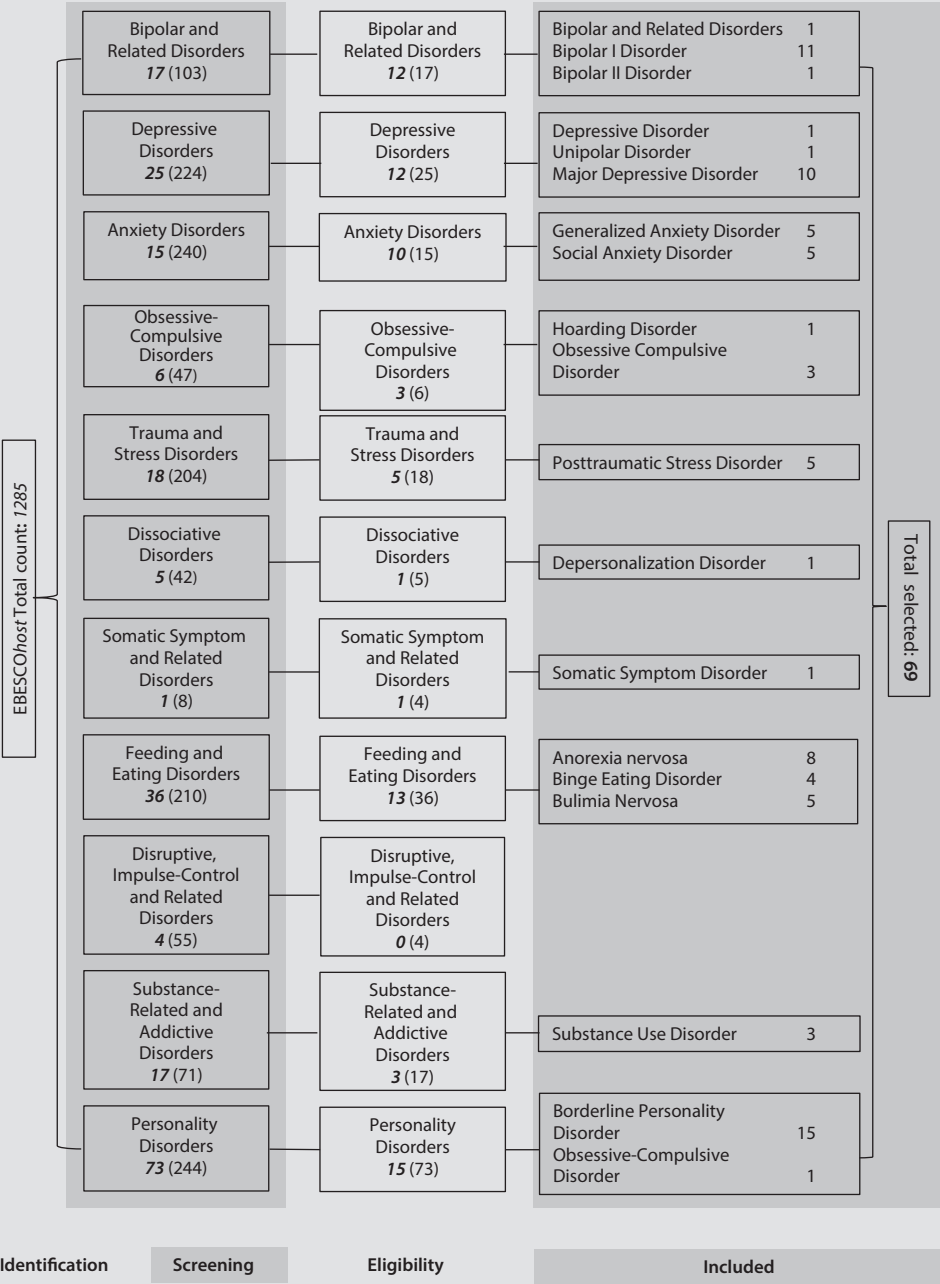 EBESCOhost Total count: 1285
Bipolar and
Related Disorders
17 (103)
Bipolar and
Related Disorders
12 (17)
Bipolar and Related Disorders 1
Bipolar I Disorder 11
Bipolar II Disorder 1
Depressive
Disorders
25 (224)
Depressive
Disorders
12 (25)
Depressive Disorder 1
Unipolar Disorder 1
Major Depressive Disorder 10
Anxiety Disorders
15 (240)
Anxiety Disorders
10 (15)
Generalized Anxiety Disorder 5
Social Anxiety Disorder 5
Obsessive-
Compulsive
Disorders
6 (47)
Obsessive-
Compulsive
Disorders
3 (6)
Hoarding Disorder 1
Obsessive Compulsive
Disorder 3
Trauma and
Stress Disorders
18 (204)
Trauma and
Stress Disorders
5 (18)
Posttraumatic Stress Disorder 5
Dissociative
Disorders
5 (42)
Dissociative
Disorders
1 (5)
Depersonalization Disorder 1
Somatic Symptom
and Related
Disorders
1 (8)
Somatic Symptom
and Related
Disorders
1 (4)
Somatic Symptom Disorder 1
Feeding and
Eating Disorders
36 (210)
Feeding and
Eating Disorders
13 (36)
Anorexia nervosa 8
Binge Eating Disorder 4
Bulimia Nervosa 5
Disruptive,
Impulse-Control
and Related
Disorders
4 (55)
Disruptive,
Impulse-Control
and Related
Disorders
0 (4)
Substance-
Related and
Addictive
Disorders
17 (71)
Substance-
Related and
Addictive
Disorders
3 (17)
Substance Use Disorder 3
Personality
Disorders
73 (244)
Personality
Disorders
15 (73)
Borderline Personality
Disorder 15
Obsessive-Compulsive
Disorder 1
Total selected: 69
Identification
Screening
Eligibility
Included